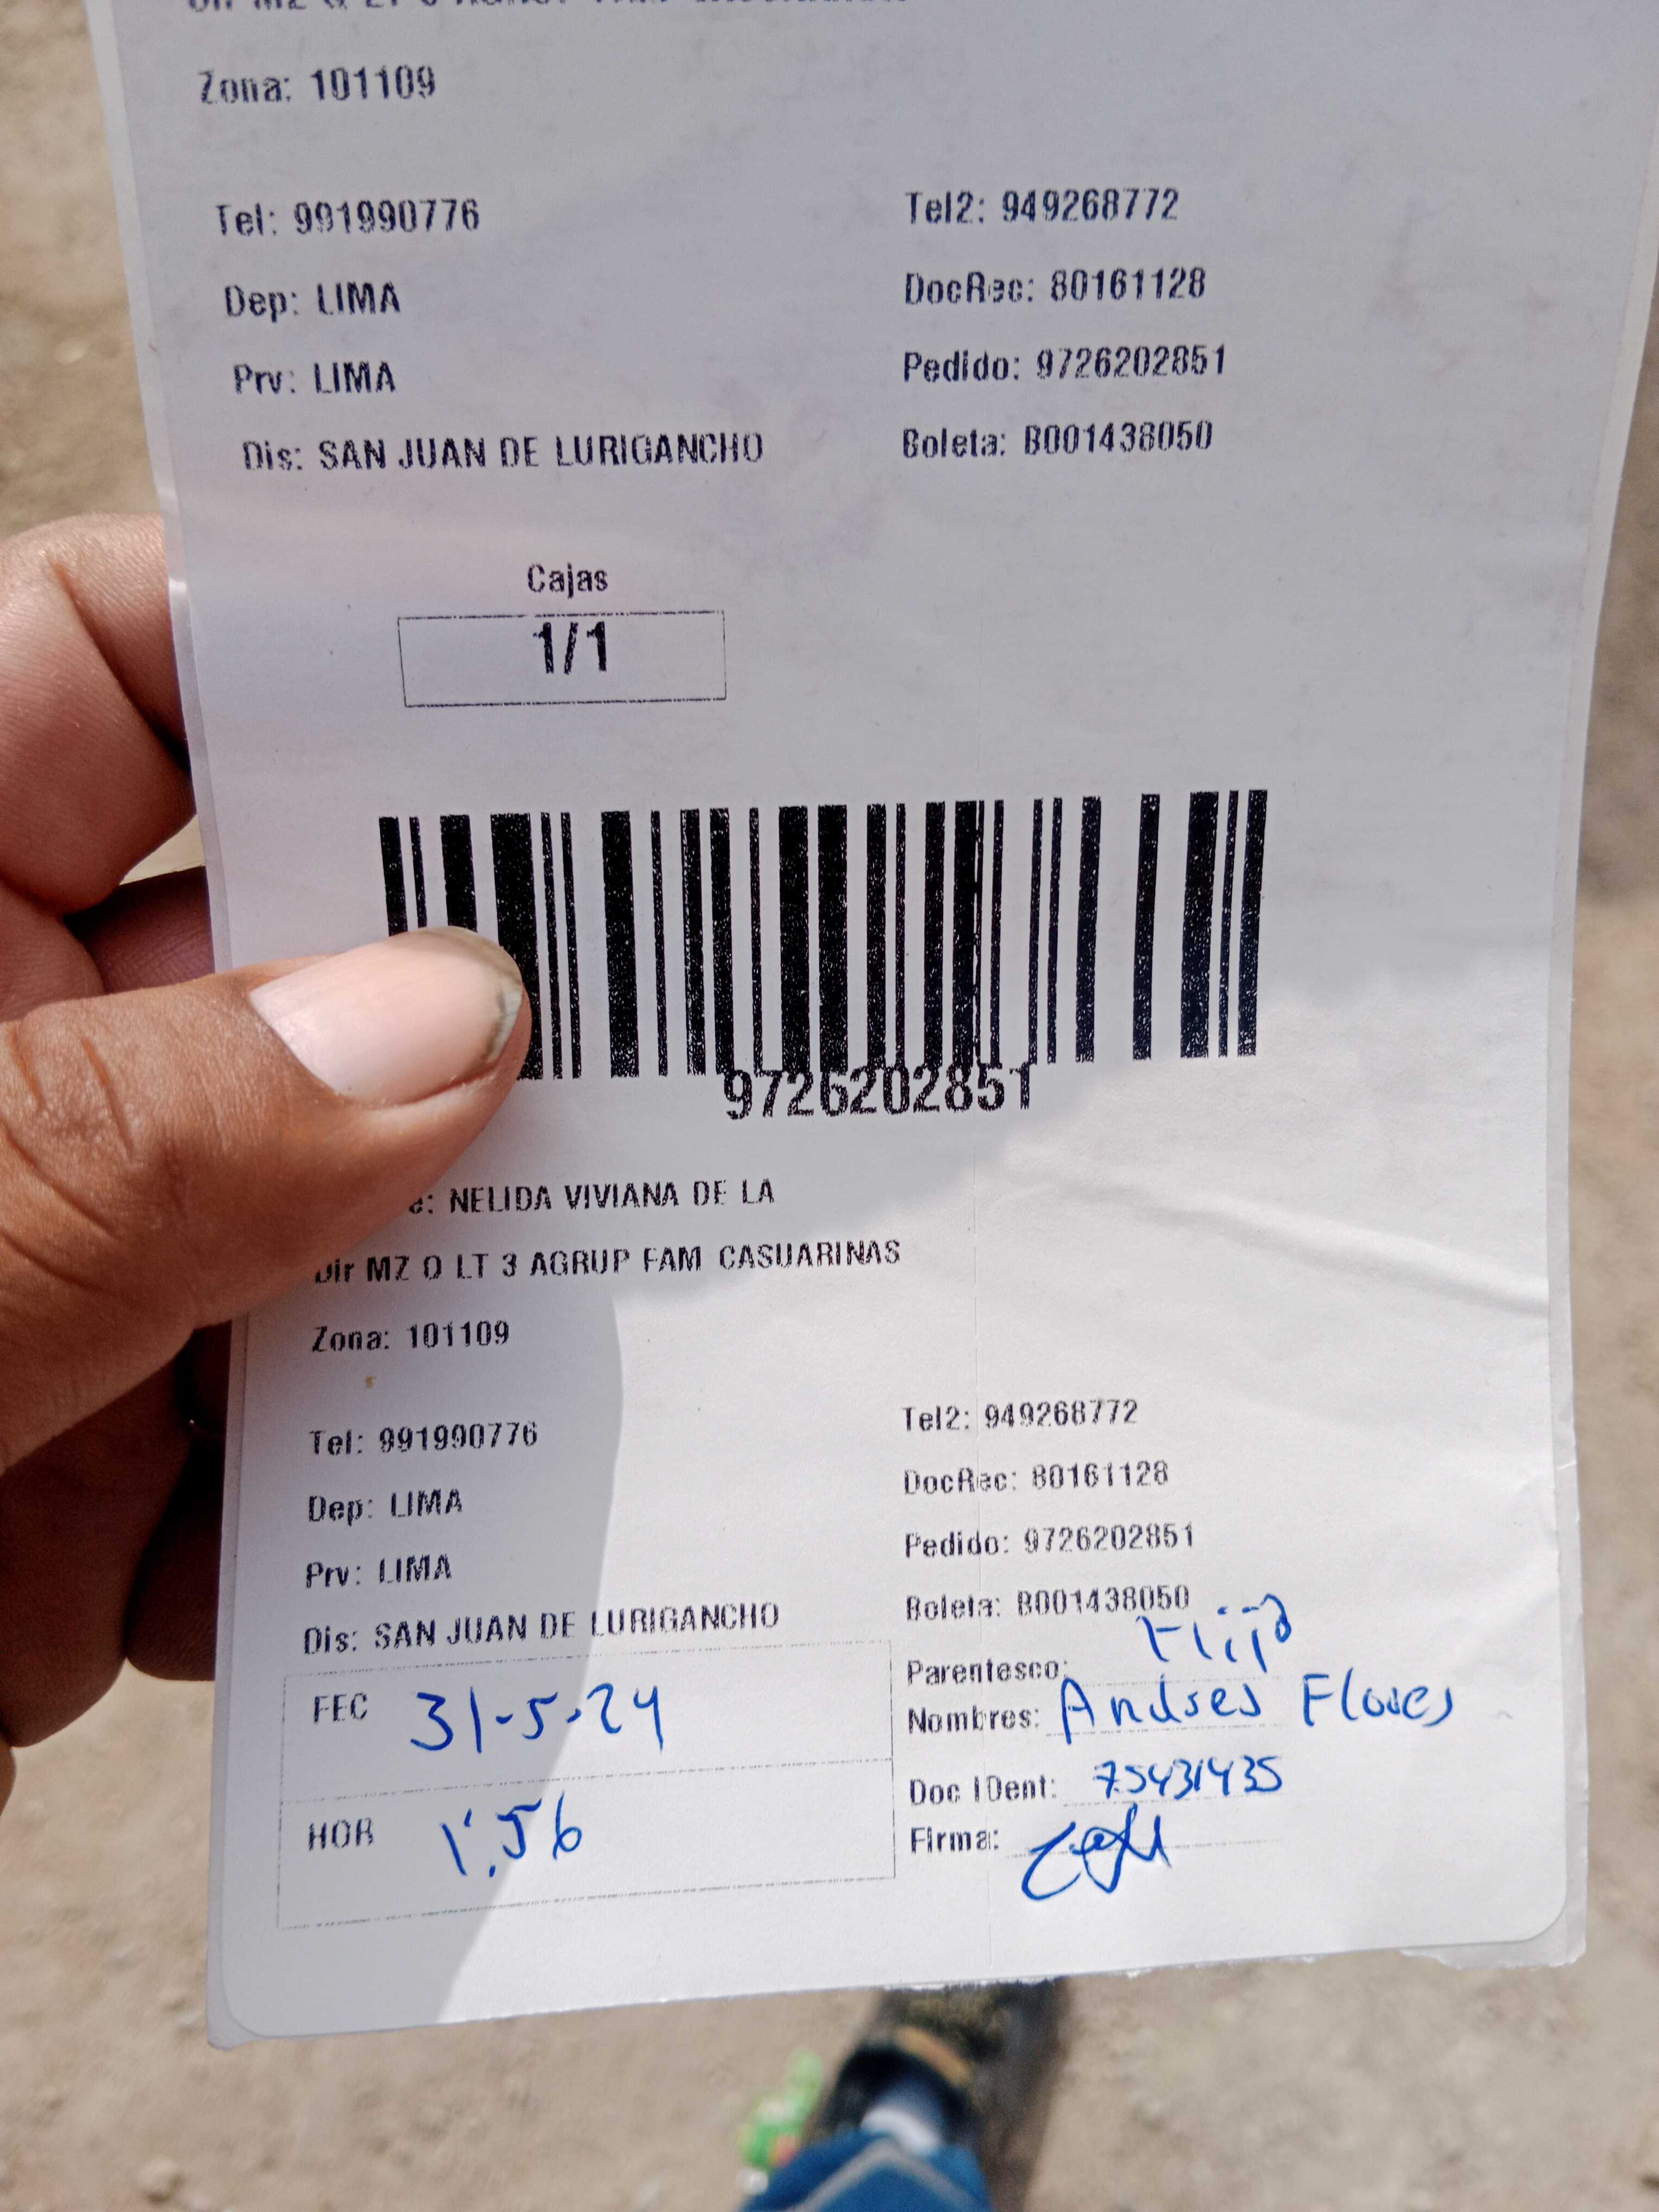 Zona: 101109
Tel: 991990776 Tel2: 949268772
Dep: LIMA DocRec: 80161128
Prv: LIMA Pedido: 9726202851
Dis: SAN JUAN DE LURIGANCHO Boleta: B001438050
Cajas
1/1
9726202851
NELIDA VIVIANA DE LA
Dir MZ O LT 3 AGRUP FAM CASUARINAS
Zona: 101109
Tel: 991990776 Tel2: 949268772
Dep: LIMA DocRec: 80161128
Prv: LIMA Pedido: 9726202851
Dis: SAN JUAN DE LURIGANCHO Boleta: B001438050
Parentesco:
FEC 31-5-24 Nombres: Andres Flores
Doc IDent: 75431435
HOR 1:56 Firma: